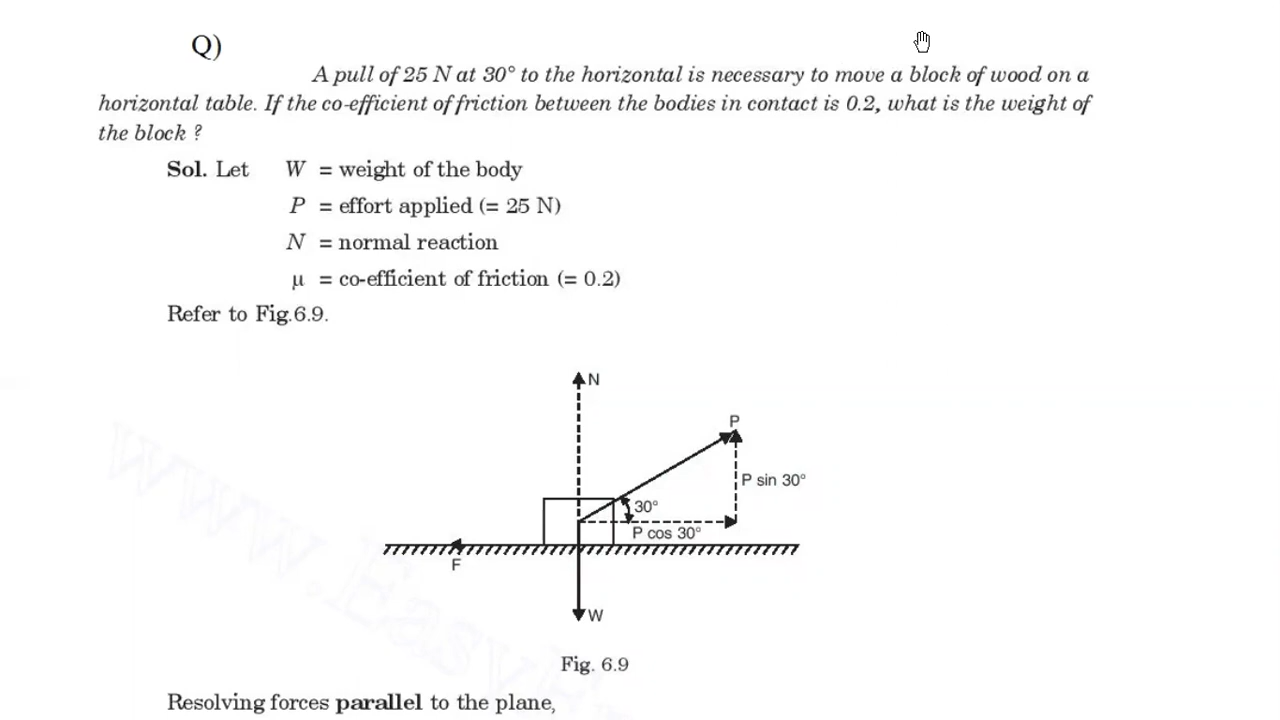 Q)
A pull of 25 N at 30° to the horizontal is necessary to move a block of wood on a
horizontal table. If the co-efficient of friction between the bodies in contact is 0.2, what is the weight of
the block ?
Sol. Let W = weight of the body
P = effort applied (= 25 N)
N = normal reaction
μ = co-efficient of friction (= 0.2)
Refer to Fig.6.9.
N
P
P sin 30°
30°
P cos 30°
F
W
Fig. 6.9
Resolving forces parallel to the plane,